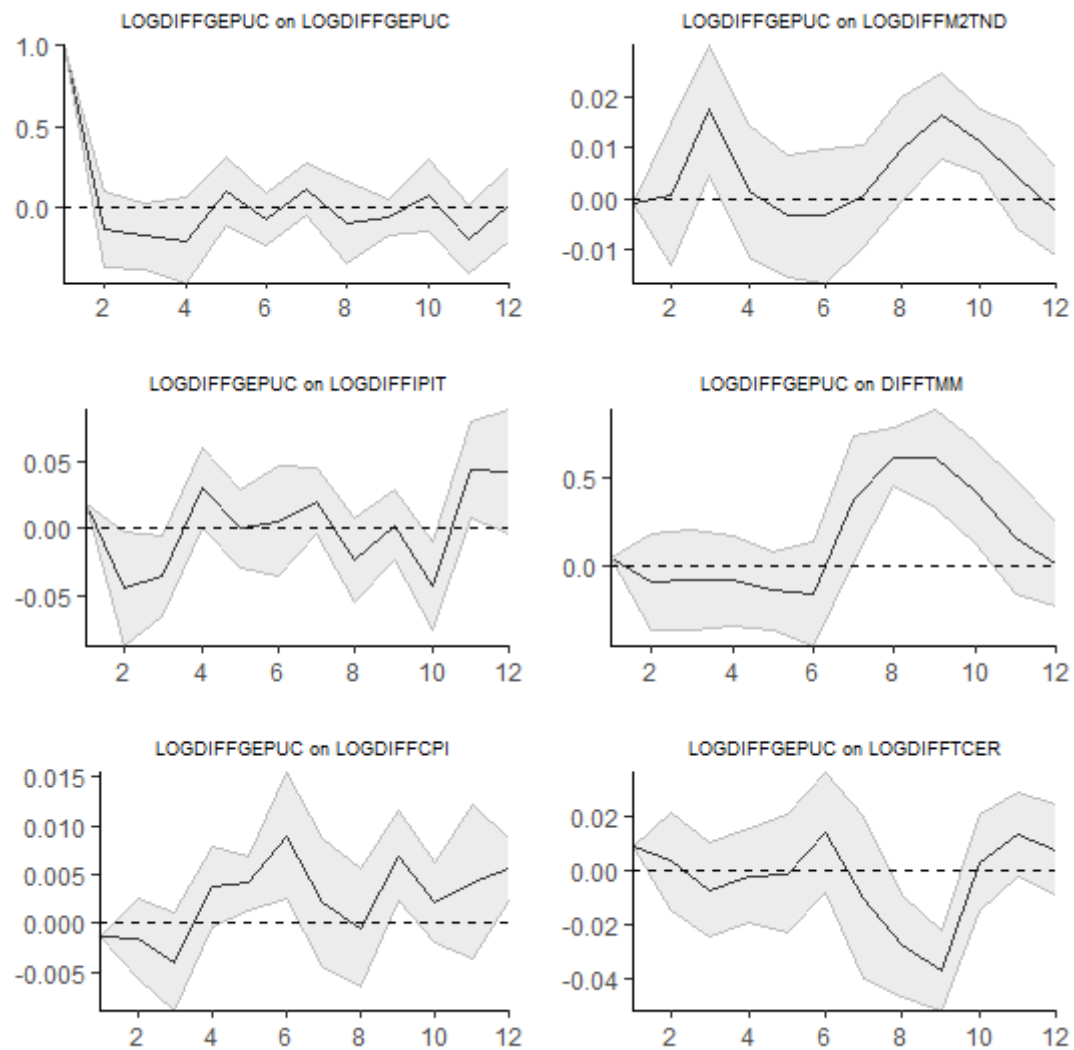 LOGDIFFGEPUC on LOGDIFFGEPUC
1.0
0.5
0.0
2 4 6 8 10 12
LOGDIFFGEPUC on LOGDIFFM2TND
0.02
0.01
0.00
-0.01
2 4 6 8 10 12
LOGDIFFGEPUC on LOGDIFFIPIT
0.05
0.00
-0.05
2 4 6 8 10 12
LOGDIFFGEPUC on DIFFTMM
0.5
0.0
2 4 6 8 10 12
LOGDIFFGEPUC on LOGDIFFCPI
0.015
0.010
0.005
0.000
-0.005
2 4 6 8 10 12
LOGDIFFGEPUC on LOGDIFFTCER
0.02
0.00
-0.02
-0.04
2 4 6 8 10 12